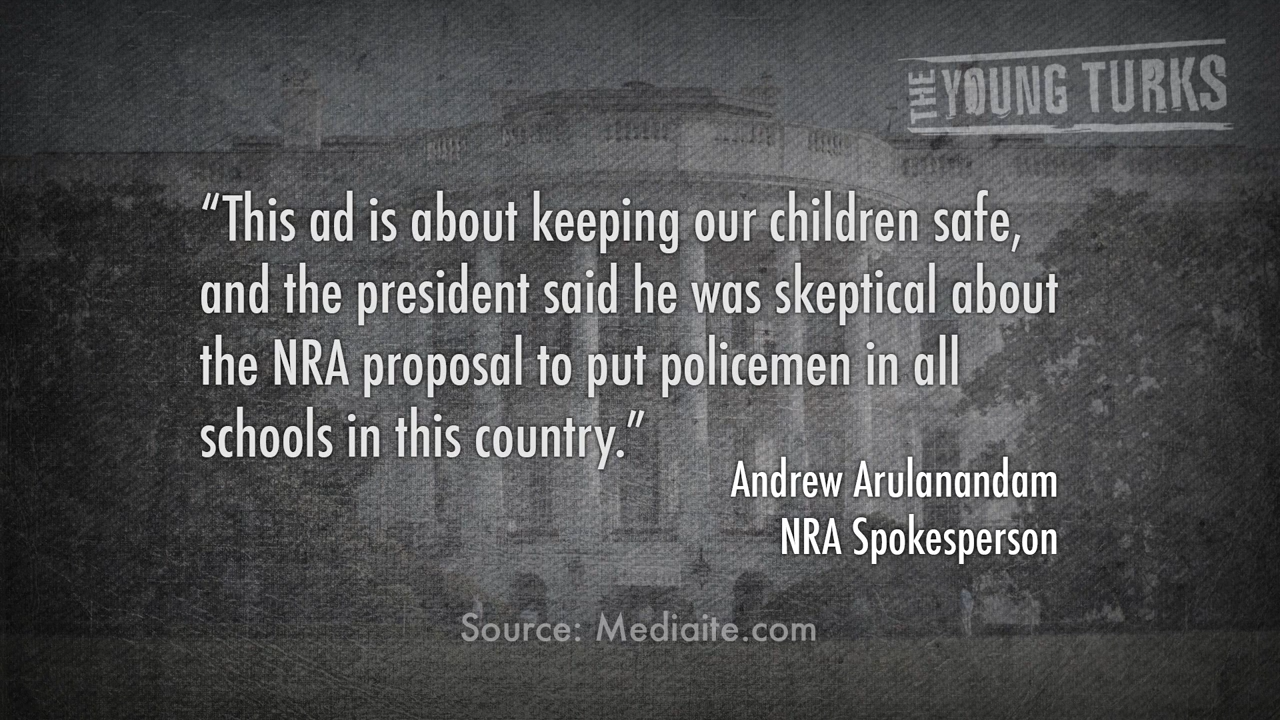 THE YOUNG TURKS
“This ad is about keeping our children safe,
and the president said he was skeptical about
the NRA proposal to put policemen in all
schools in this country.”
Andrew Arulanandam
NRA Spokesperson
Source: Mediaite.com